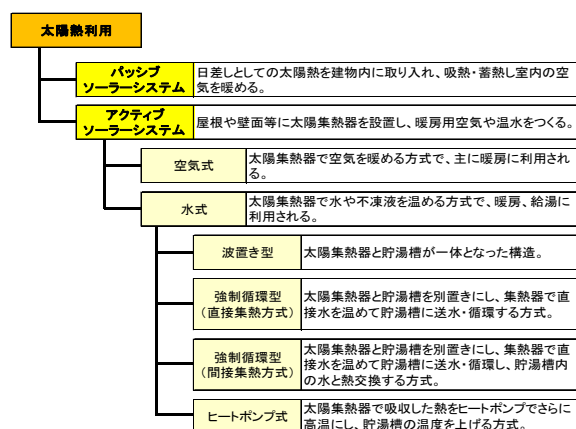 太陽熱利用
パッシブ
ソーラーシステム
日差しとしての太陽熱を建物内に取り入れ、吸熱・蓄熱し室内の空
気を暖める。
アクティブ
ソーラーシステム
屋根や壁面等に太陽集熱器を設置し、暖房用空気や温水をつくる。
空気式
太陽集熱器で空気を暖める方式で、主に暖房に利用され
る。
水式
太陽集熱器で水や不凍液を温める方式で、暖房、給湯に
利用される。
波置き型
太陽集熱器と貯湯槽が一体となった構造。
強制循環型
(直接集熱方式)
太陽集熱器と貯湯槽を別置きにし、集熱器で直
接水を温めて貯湯槽に送水・循環する方式。
強制循環型
(間接集熱方式)
太陽集熱器と貯湯槽を別置きにし、集熱器で直
接水を温めて貯湯槽に送水・循環し、貯湯槽内
の水と熱交換する方式。
ヒートポンプ式
太陽集熱器で吸収した熱をヒートポンプでさらに
高温にし、貯湯槽の温度を上げる方式。